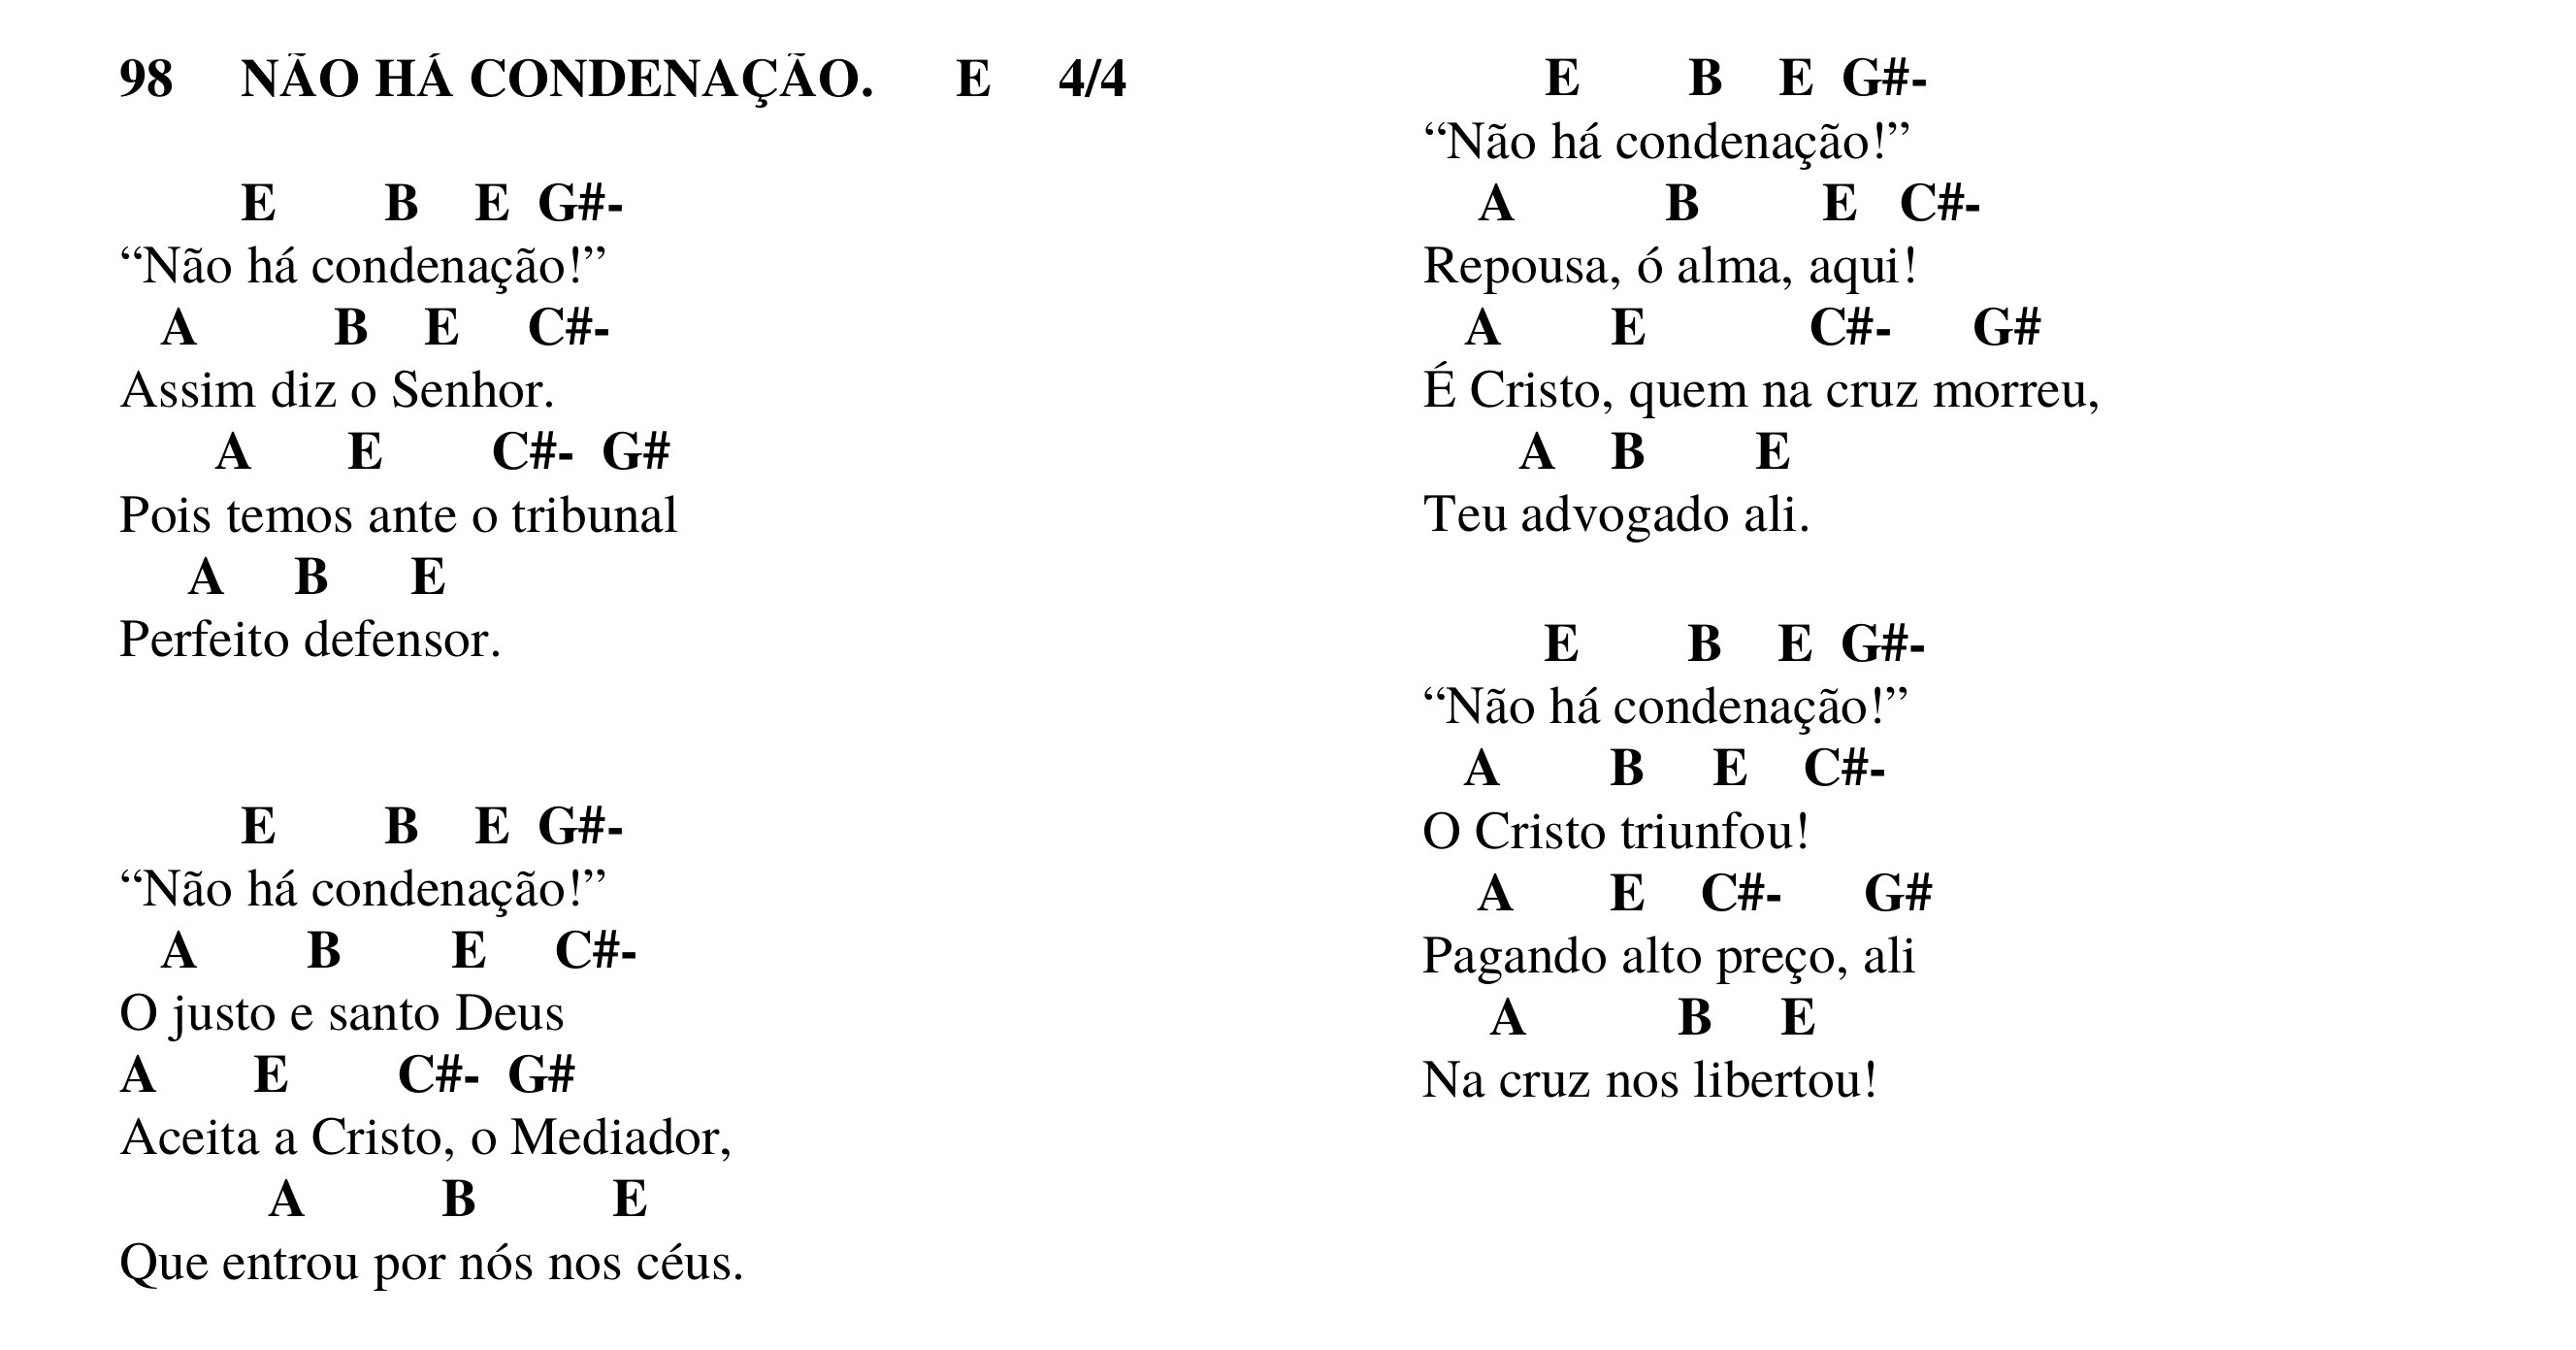 98 NÃO HÁ CONDENAÇÃO. E 4/4
E B E G#-
“Não há condenação!”
A B E C#-
Assim diz o Senhor.
A E C#- G#
Pois temos ante o tribunal
A B E
Perfeito defensor.
E B E G#-
“Não há condenação!”
A B E C#-
O justo e santo Deus
A E C#- G#
Aceita a Cristo, o Mediador,
A B E
Que entrou por nós nos céus.
E B E G#-
“Não há condenação!”
A B E C#-
Repousa, ó alma, aqui!
A E C#- G#
É Cristo, quem na cruz morreu,
A B E
Teu advogado ali.
E B E G#-
“Não há condenação!”
A B E C#-
O Cristo triunfou!
A E C#- G#
Pagando alto preço, ali
A B E
Na cruz nos libertou!